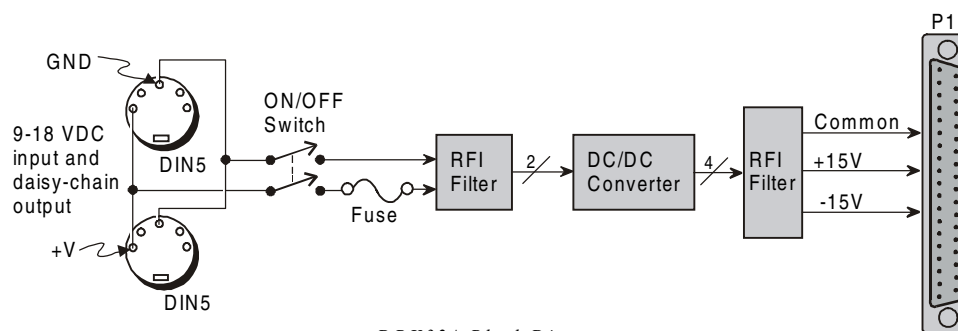 P1
GND
ON/OFF
Switch
9-18 VDC
input and
daisy-chain
output
DIN5
RFI
Filter
2
DC/DC
Converter
4
RFI
Filter
Common
+15V
-15V
Fuse
+V
DIN5